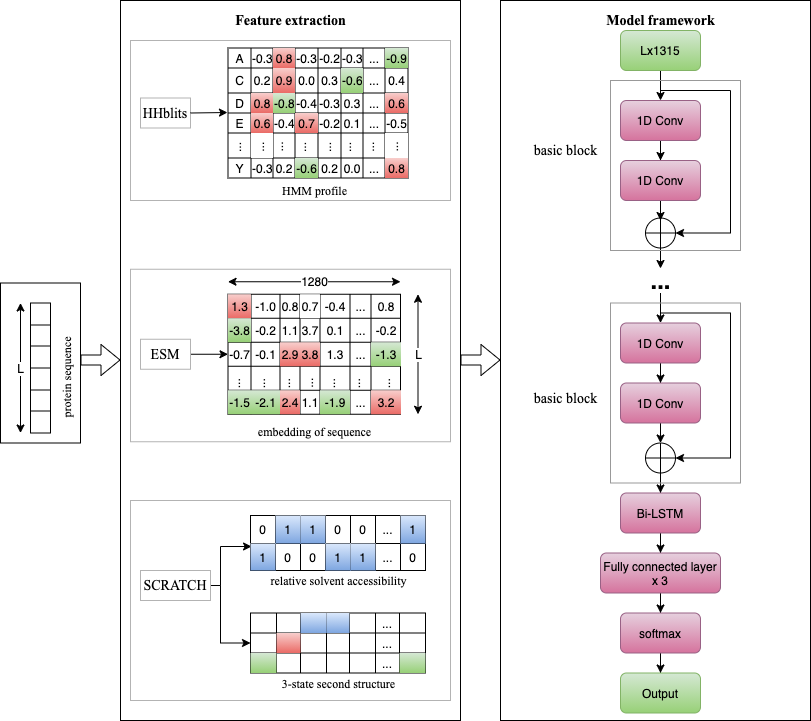 Feature extraction
HHblits
A -0.3 0.8 -0.3 -0.2 -0.3 ... -0.9
C 0.2 0.9 0.0 0.3 -0.6 ... 0.4
D 0.8 -0.8 -0.4 -0.3 0.3 ... 0.6
E 0.6 -0.4 0.7 -0.2 0.1 ... -0.5
⋮ ⋮ ⋮ ⋮ ⋮ ⋮ ... ⋮
Y -0.3 0.2 -0.6 0.2 0.0 ... 0.8
HMM profile
L
protein sequence
1280
ESM
1.3 -1.0 0.8 0.7 -0.4 ... 0.8
-3.8 -0.2 1.1 3.7 0.1 ... -0.2
-0.7 -0.1 2.9 3.8 1.3 ... -1.3
⋮ ⋮ ⋮ ⋮ ⋮ ... ⋮
-1.5 -2.1 2.4 1.1 -1.9 ... 3.2
L
embedding of sequence
SCRATCH
0 1 1 0 0 ... 1
1 0 0 1 1 ... 0
relative solvent accessibility
...
...
...
3-state second structure
Model framework
Lx1315
basic block
1D Conv
1D Conv
...
basic block
1D Conv
1D Conv
Bi-LSTM
Fully connected layer
x 3
softmax
Output